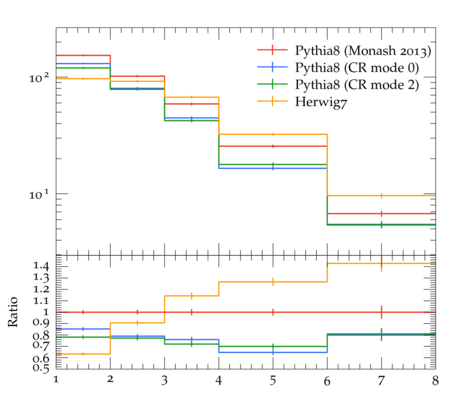 Pythia8 (Monash 2013)
Pythia8 (CR mode 0)
Pythia8 (CR mode 2)
Herwig7
10²
10¹
Ratio
1.4
1.3
1.2
1.1
1
0.9
0.8
0.7
0.6
0.5
1 2 3 4 5 6 7 8